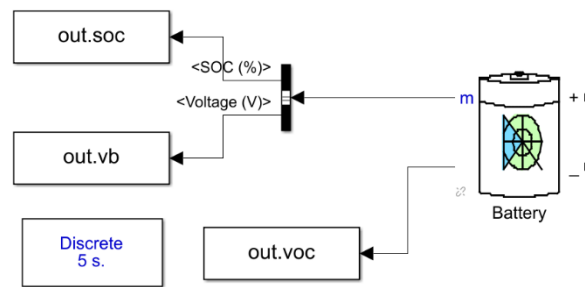 out.soc
<SOC (%)>
<Voltage (V)>
m
+
_
out.vb
Battery
Discrete
5 s.
out.voc